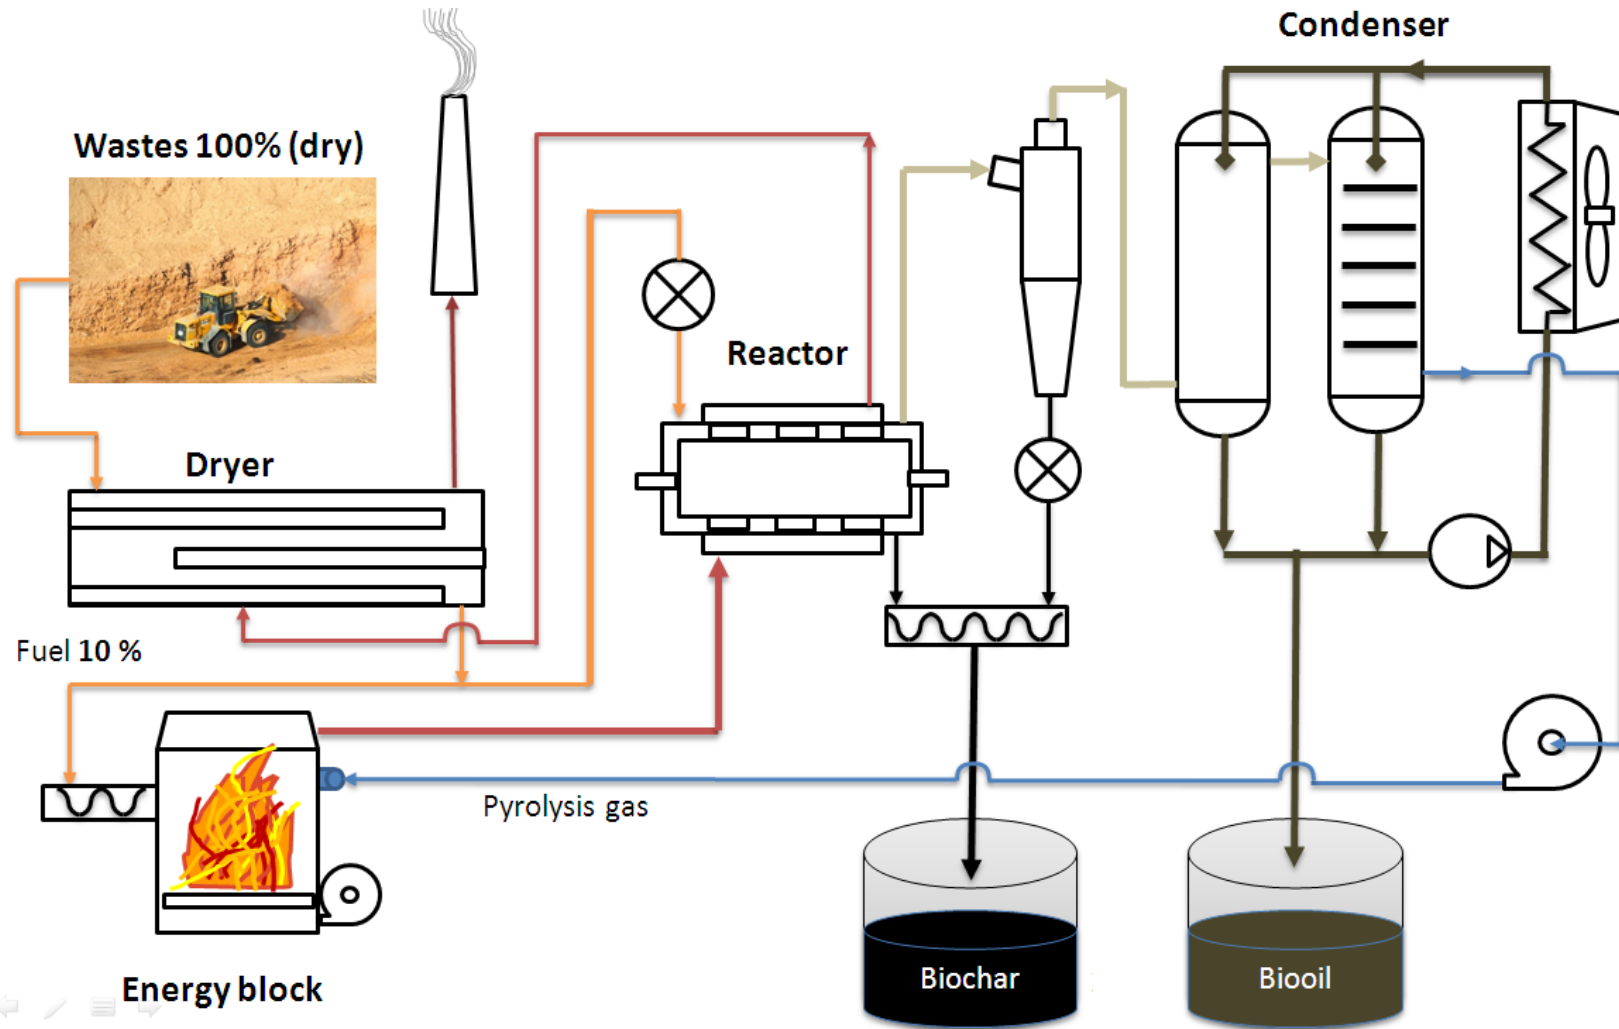 Condenser
Wastes 100% (dry)
Reactor
Dryer
Fuel 10 %
Pyrolysis gas
Biochar
Biooil
Energy block